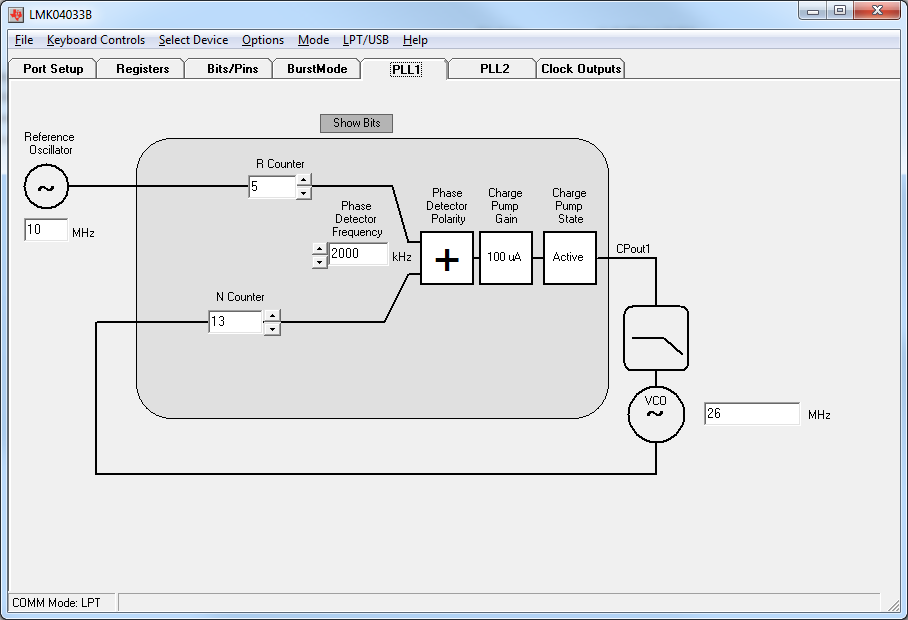 LMK04033B
File Keyboard Controls Select Device Options Mode LPT/USB Help
Port Setup Registers Bits/Pins BurstMode PLL1 PLL2 Clock Outputs
Show Bits
Reference
Oscillator
10 MHz
R Counter
5
Phase
Detector
Frequency
2000 kHz
N Counter
13
Phase
Detector
Polarity
+
Charge
Pump
Gain
100 uA
Charge
Pump
State
Active
CPout1
VCO
~
~
26 MHz
COMM Mode: LPT